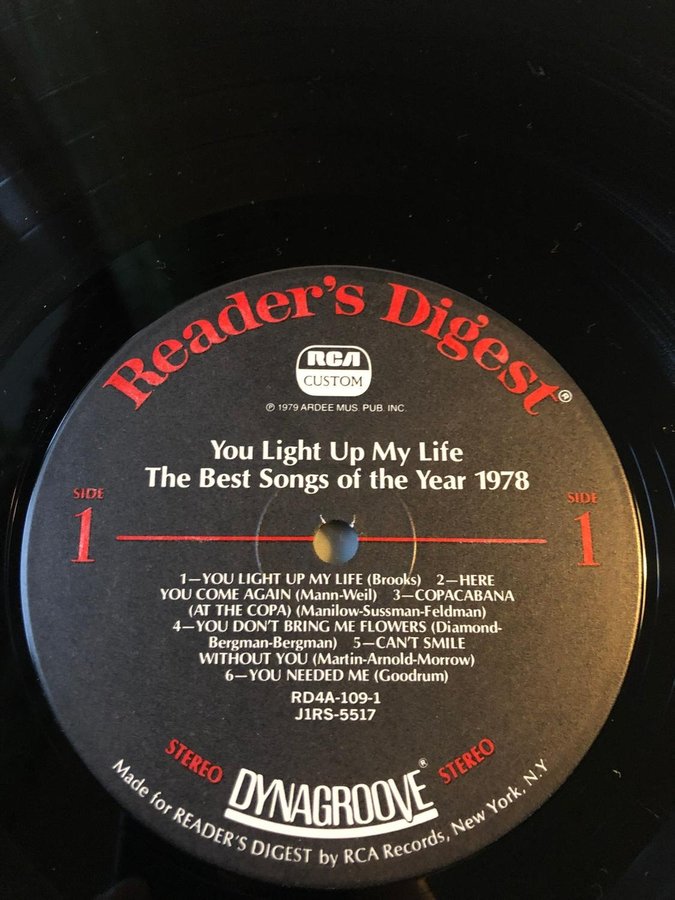 Reader's Digest®
RCA
CUSTOM
℗ 1979 ARDEE MUS. PUB. INC.
You Light Up My Life
The Best Songs of the Year 1978
SIDE
1
SIDE
1
1—YOU LIGHT UP MY LIFE (Brooks) 2—HERE
YOU COME AGAIN (Mann-Weil) 3—COPACABANA
(AT THE COPA) (Manilow-Sussman-Feldman)
4—YOU DON'T BRING ME FLOWERS (Diamond-
Bergman-Bergman) 5—CAN'T SMILE
WITHOUT YOU (Martin-Arnold-Morrow)
6—YOU NEEDED ME (Goodrum)
RD4A-109-1
J1RS-5517
STEREO
DYNAGROOVE®
STEREO
Made for READER'S DIGEST by RCA Records, New York, N.Y